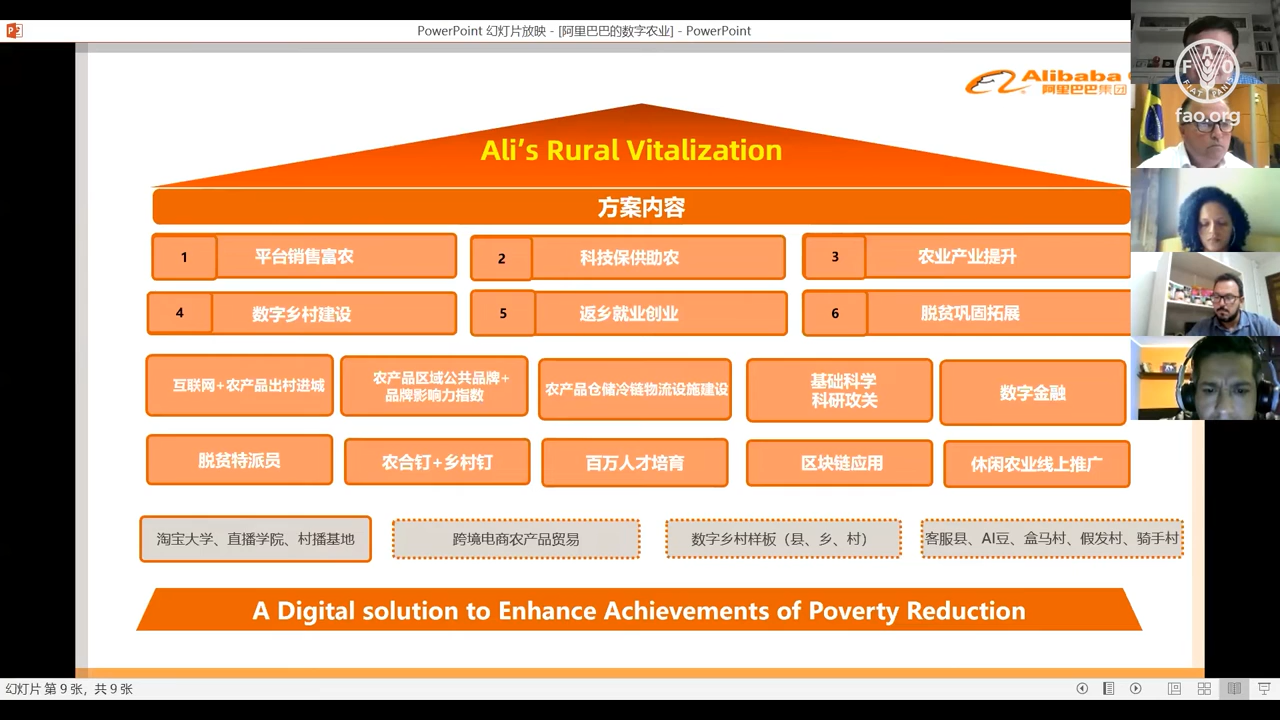 PowerPoint 幻灯片放映 - [阿里巴巴的数字农业] - PowerPoint
Alibaba
阿里巴巴集团
FAO
FIAT PANIS
fao.org
Ali’s Rural Vitalization
方案内容
1 平台销售富农
2 科技保供助农
3 农业产业提升
4 数字乡村建设
5 返乡就业创业
6 脱贫巩固拓展
互联网+农产品出村进城
农产品区域公共品牌+
品牌影响力指数
农产品仓储冷链物流设施建设
基础科学
科研攻关
数字金融
脱贫特派员
农合钉+乡村钉
百万人才培育
区块链应用
休闲农业线上推广
淘宝大学、直播学院、村播基地
跨境电商农产品贸易
数字乡村样板（县、乡、村）
客服县、AI豆、盒马村、假发村、骑手村
A Digital solution to Enhance Achievements of Poverty Reduction
幻灯片 第 9 张，共 9 张